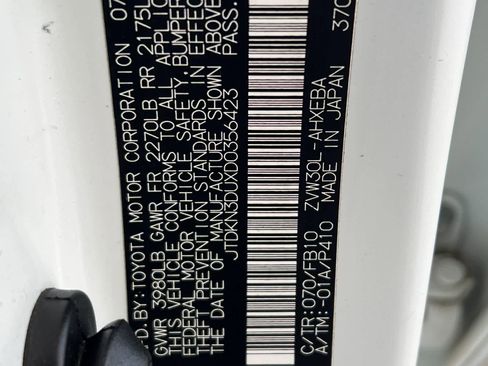 D. BY: TOYOTA MOTOR CORPORATION 07
GVWR 3980LB GAWR FR 2270LB RR 2175L
THIS VEHICLE CONFORMS TO ALL APPLIC
FEDERAL MOTOR VEHICLE SAFETY, BUMPER
THEFT PREVENTION STANDARDS IN EFFEC
THE DATE OF MANUFACTURE SHOWN ABOVE
JTDKN3DUXD0356423 PASS.
C/TR: 070/FB10 ZVW30L-AHXEBA 370
A/TM: -01A/P410 MADE IN JAPAN